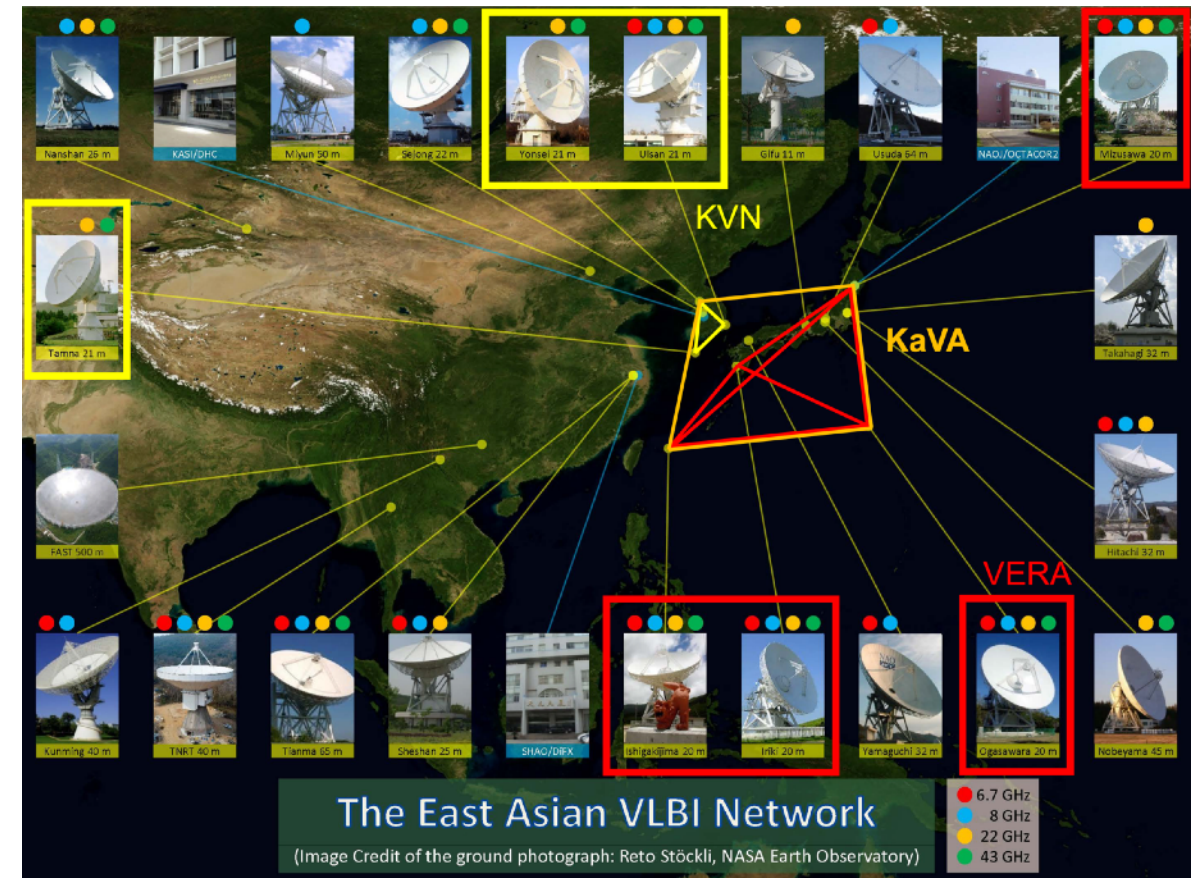 Nanshan 26 m
KASI/DHC
Miyun 50 m
Sejong 22 m
Yonsei 21 m
Ulsan 21 m
Gifu 11 m
Usuda 64 m
NAOJ/OCTACOR2
Mizusawa 20 m
KVN
Tamna 21 m
KaVA
Takahagi 32 m
FAST 500 m
Hitachi 32 m
VERA
Kunming 40 m
TNRT 40 m
Tianma 65 m
Sheshan 25 m
SHAO/DiFX
Ishigakijima 20 m
Iriki 20 m
Yamaguchi 32 m
Ogasawara 20 m
Nobeyama 45 m
The East Asian VLBI Network
(Image Credit of the ground photograph: Reto Stöckli, NASA Earth Observatory)
6.7 GHz
8 GHz
22 GHz
43 GHz